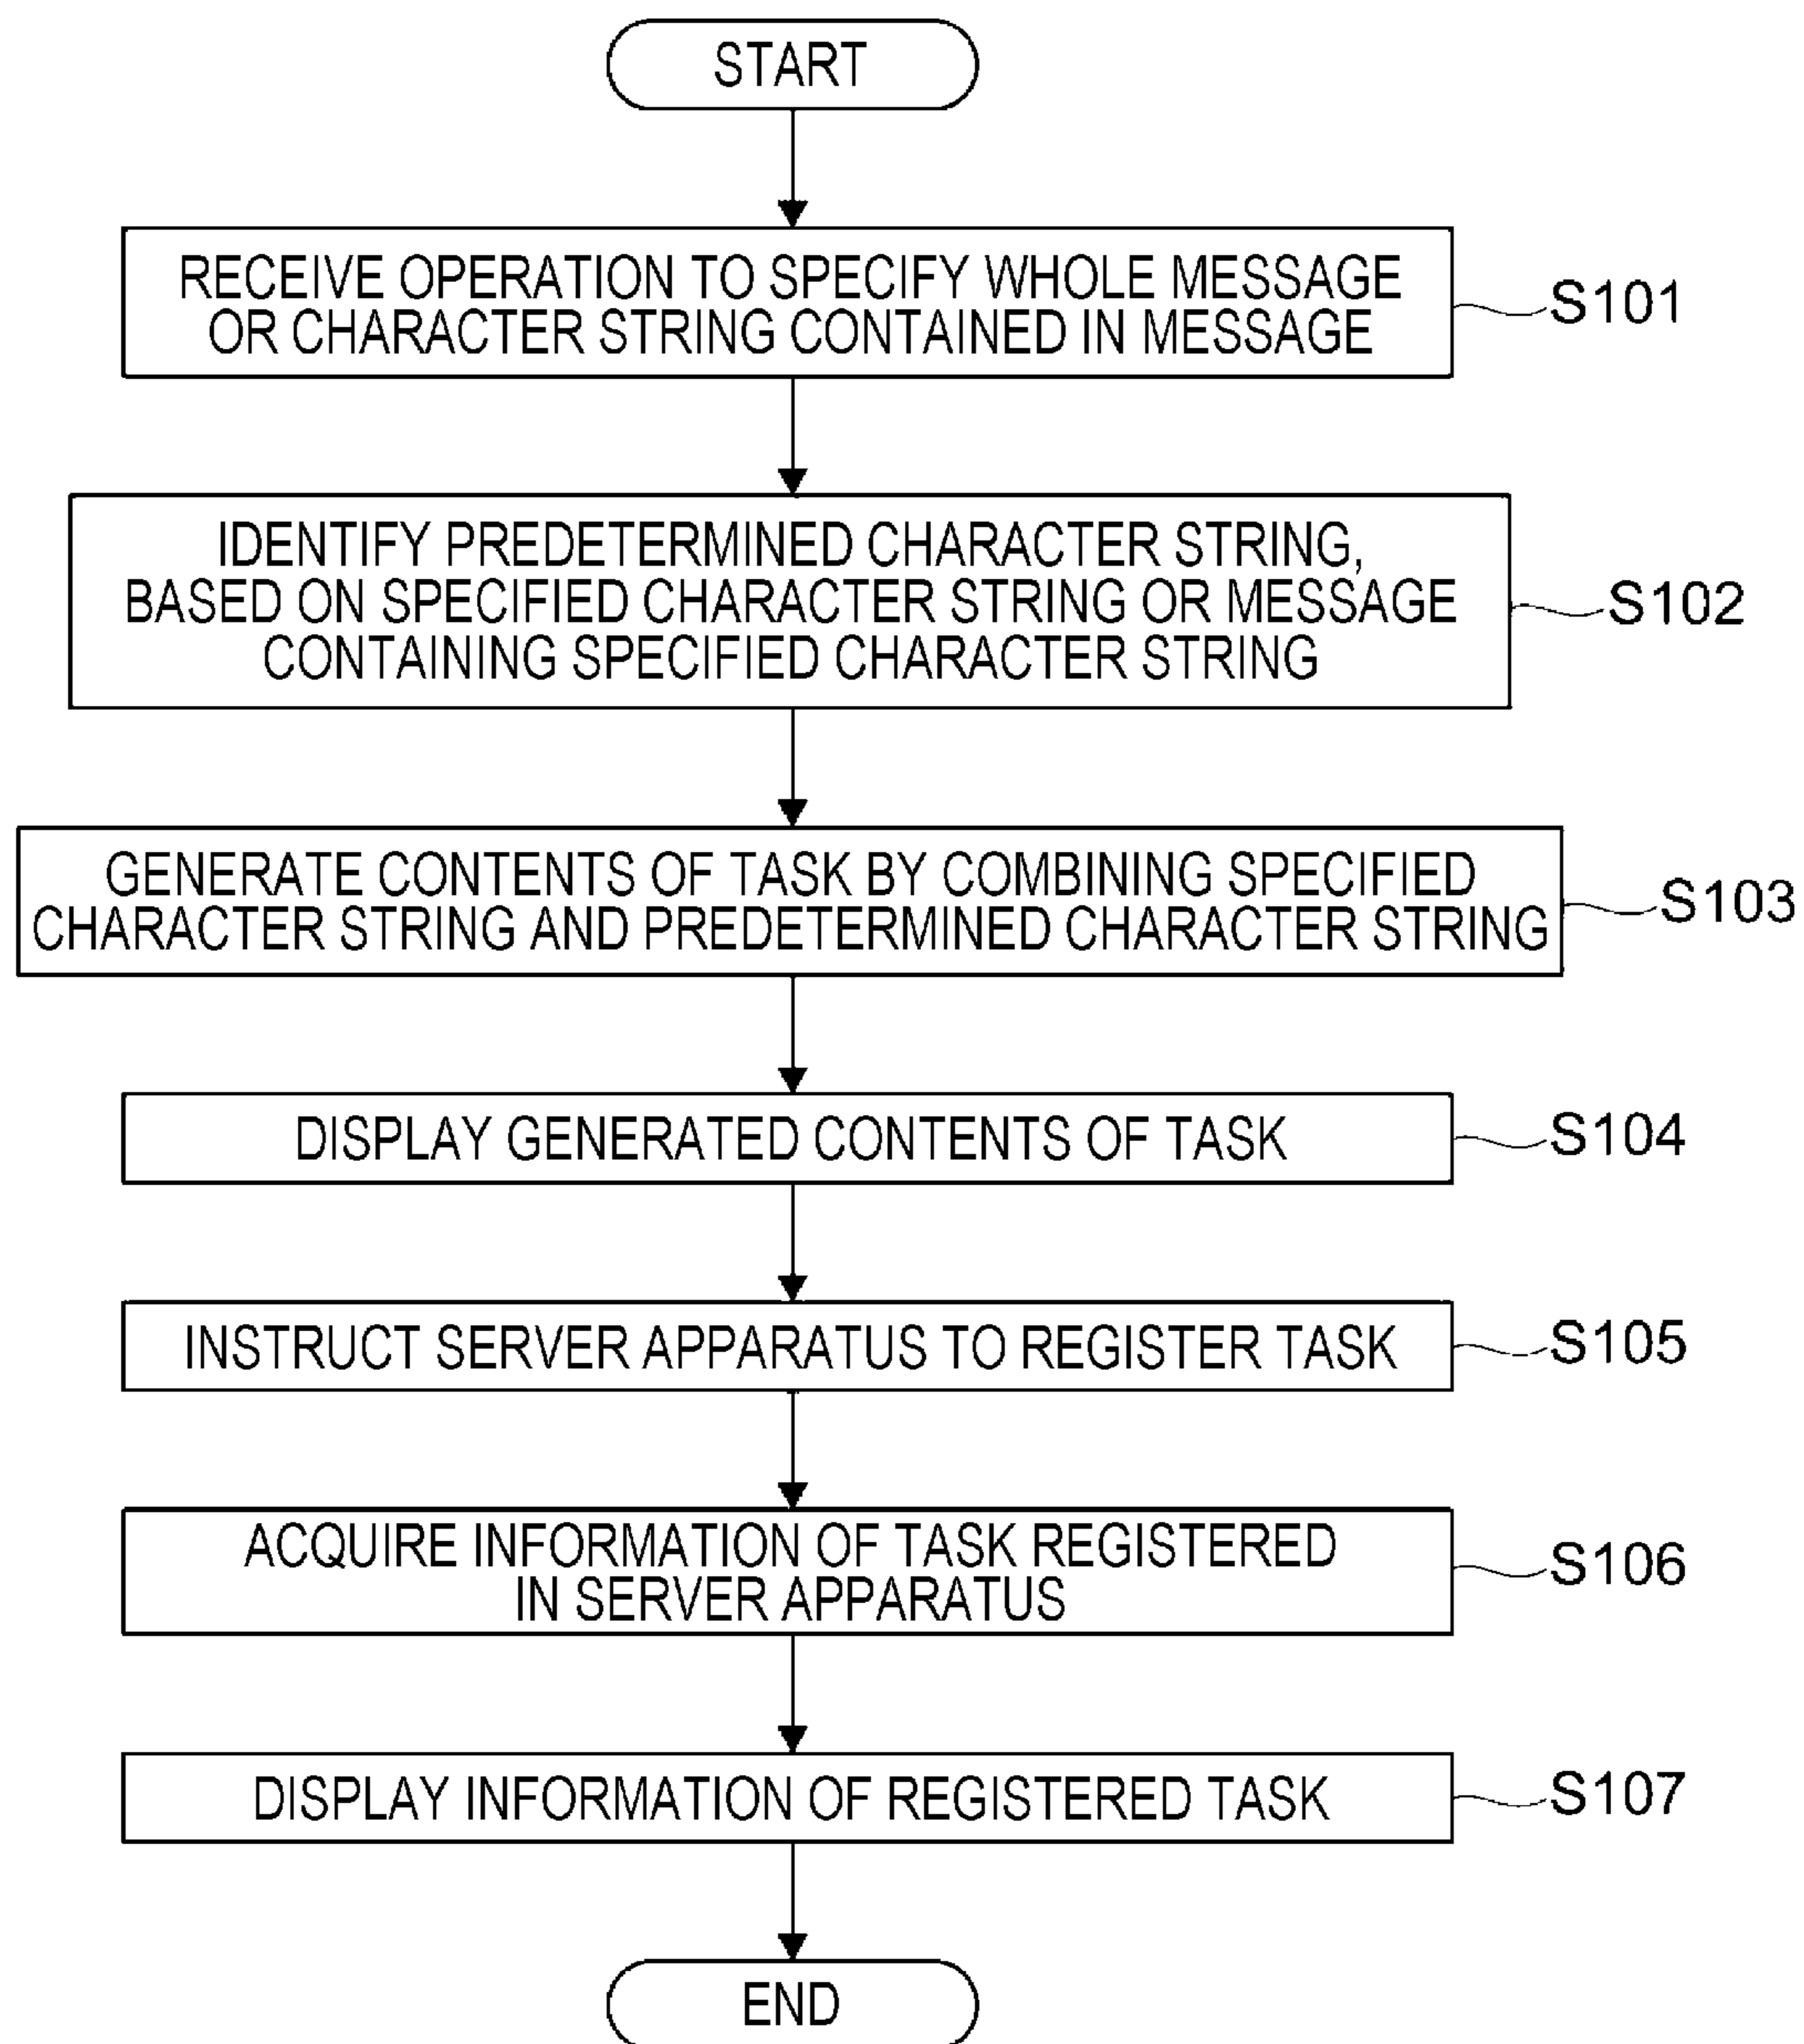 START
RECEIVE OPERATION TO SPECIFY WHOLE MESSAGE
OR CHARACTER STRING CONTAINED IN MESSAGE
S101
IDENTIFY PREDETERMINED CHARACTER STRING,
BASED ON SPECIFIED CHARACTER STRING OR MESSAGE
CONTAINING SPECIFIED CHARACTER STRING
S102
GENERATE CONTENTS OF TASK BY COMBINING SPECIFIED
CHARACTER STRING AND PREDETERMINED CHARACTER STRING
S103
DISPLAY GENERATED CONTENTS OF TASK
S104
INSTRUCT SERVER APPARATUS TO REGISTER TASK
S105
ACQUIRE INFORMATION OF TASK REGISTERED
IN SERVER APPARATUS
S106
DISPLAY INFORMATION OF REGISTERED TASK
S107
END